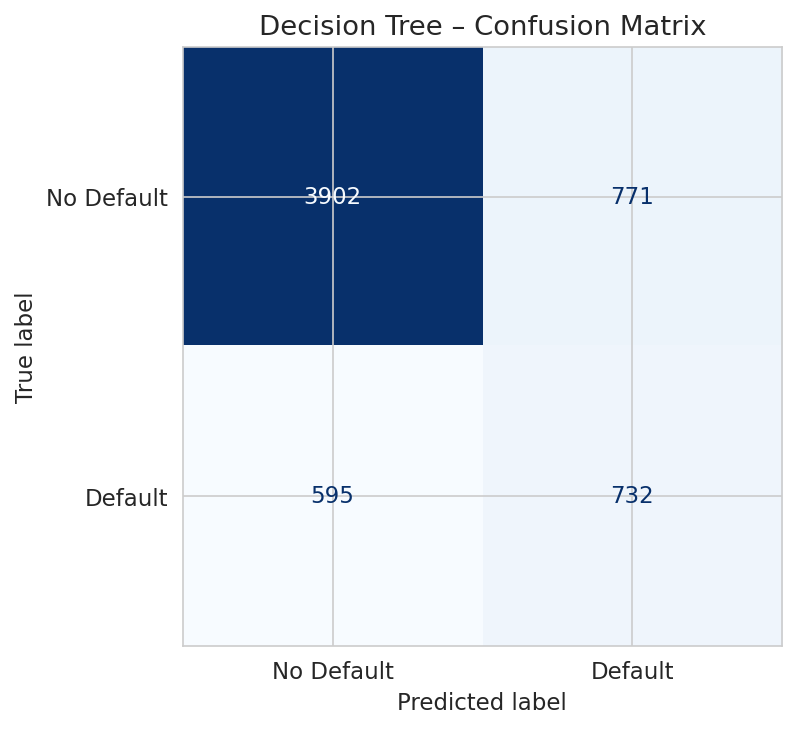 Decision Tree – Confusion Matrix
No Default
3902
771
True label
Default
595
732
No Default
Default
Predicted label